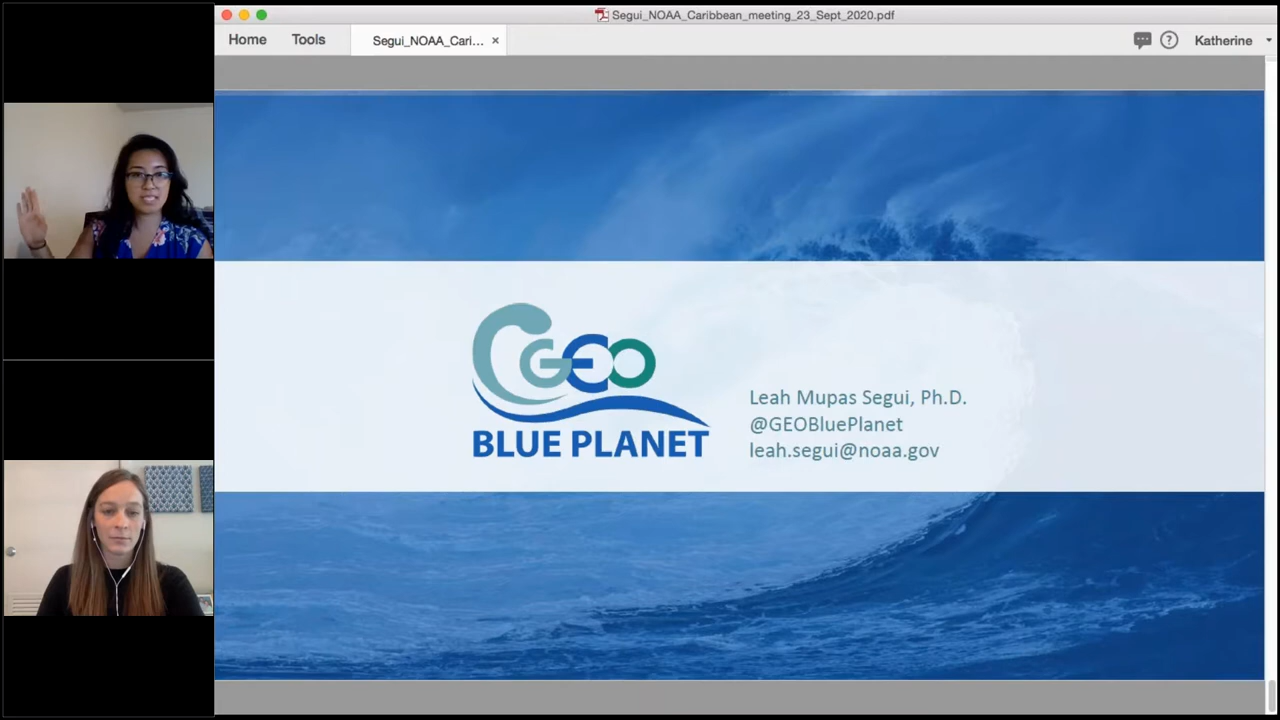 Segui_NOAA_Caribbean_meeting_23_Sept_2020.pdf
Home Tools Segui_NOAA_Cari... × ? Katherine
GEO
BLUE PLANET
Leah Mupas Segui, Ph.D.
@GEOBluePlanet
leah.segui@noaa.gov